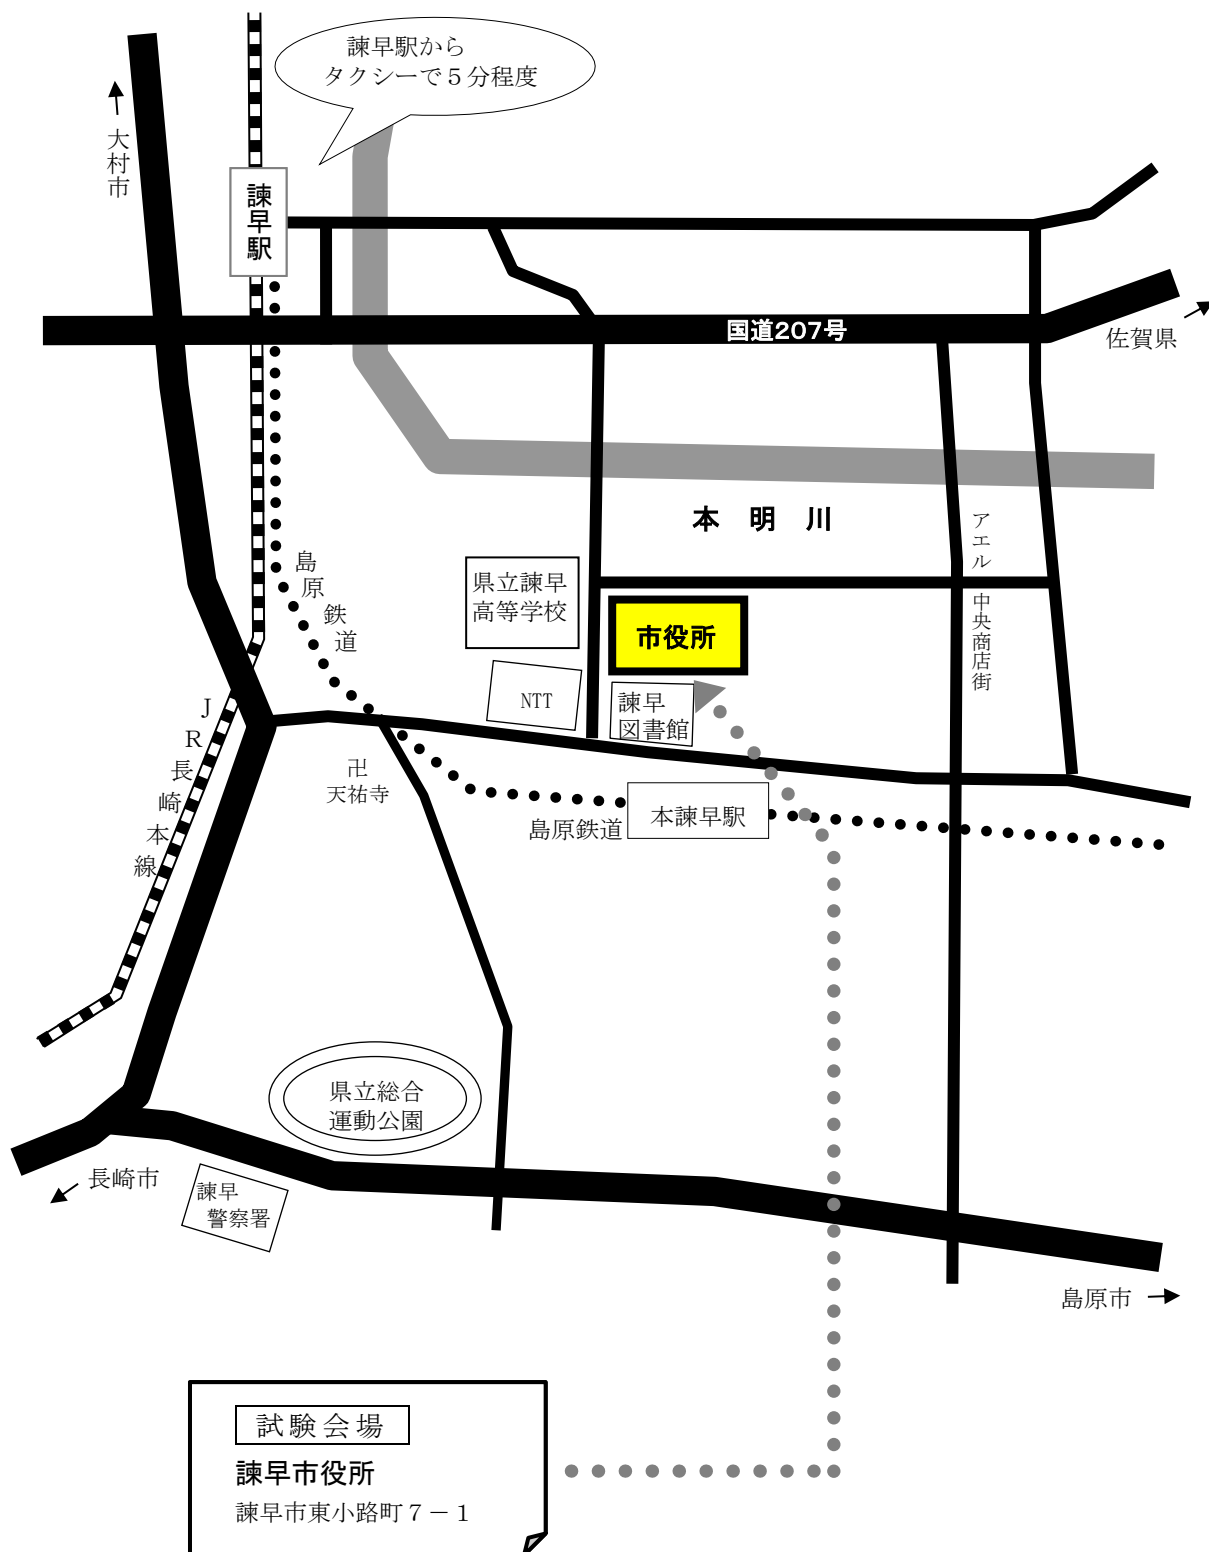 諫早駅から
タクシーで５分程度
大村市
諫早駅
国道207号
佐賀県
本明川
アエル中央商店街
島原鉄道
県立諫早
高等学校
市役所
NTT
諫早
図書館
ＪＲ長崎本線
卍
天祐寺
島原鉄道
本諫早駅
県立総合
運動公園
長崎市
諫早
警察署
島原市
試験会場
諫早市役所
諫早市東小路町７－１